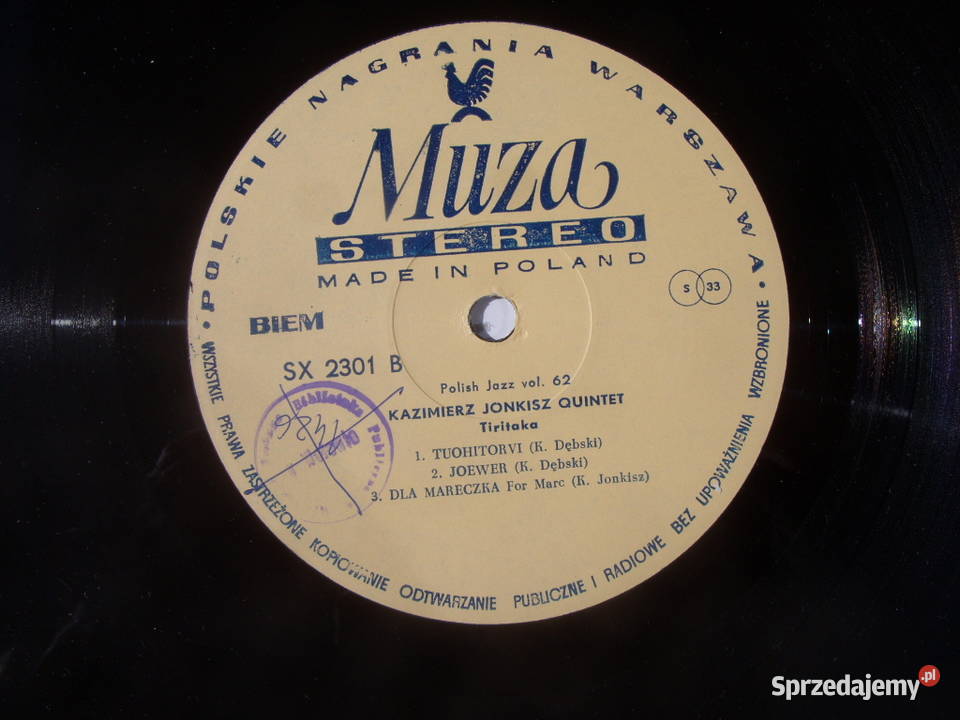 POLSKIE NAGRANIA WARSZAWA
Muza
STEREO
MADE IN POLAND
S 33
BIEM
SX 2301 B
Biblioteka Publiczna
Polish Jazz vol. 62
KAZIMIERZ JONKISZ QUINTET
Tiritaka
1. TUOHITORVI (K. Dębski)
2. JOEWER (K. Dębski)
3. DLA MARECZKA For Marc (K. Jonkisz)
WSZYSTKIE PRAWA ZASTRZEŻONE KOPIOWANIE ODTWARZANIE PUBLICZNE I RADIOWE BEZ UPOWAŻNIENIA WZBRONIONE
Sprzedajemy.pl